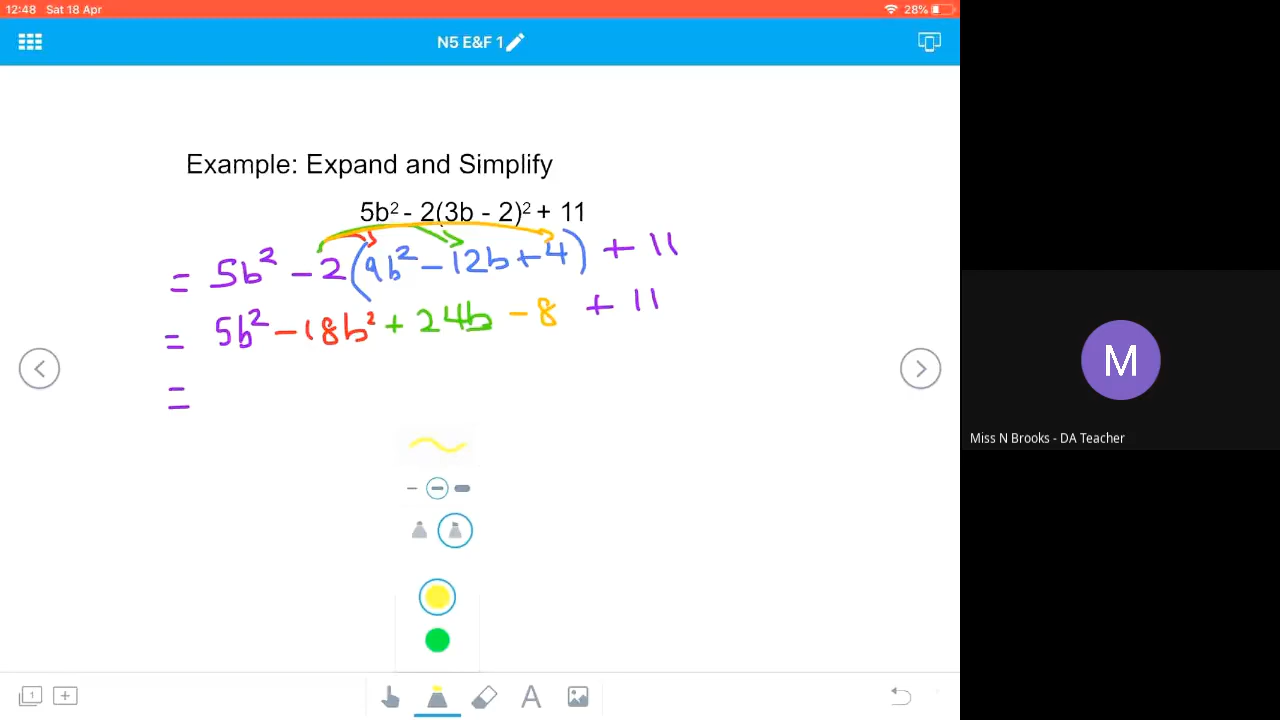 12:48 Sat 18 Apr 28%
N5 E&F 1
Example: Expand and Simplify
5b² - 2(3b - 2)² + 11
= 5b² - 2(9b² - 12b + 4) + 11
= 5b² - 18b² + 24b - 8 + 11
=
M
Miss N Brooks - DA Teacher
A
1